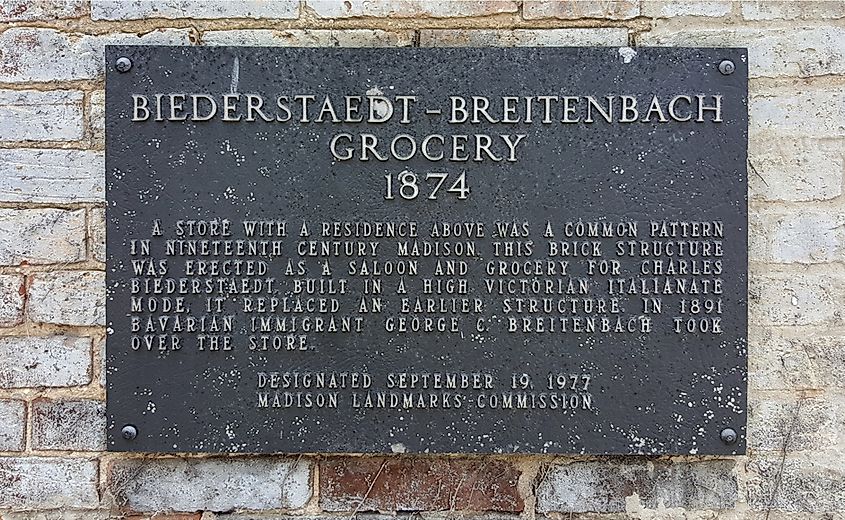 BIEDERSTAEDT-BREITENBACH
GROCERY
1874
A STORE WITH A RESIDENCE ABOVE WAS A COMMON PATTERN
IN NINETEENTH CENTURY MADISON. THIS BRICK STRUCTURE
WAS ERECTED AS A SALOON AND GROCERY FOR CHARLES
BIEDERSTAEDT. BUILT IN A HIGH VICTORIAN ITALIANATE
MODE, IT REPLACED AN EARLIER STRUCTURE. IN 1891
BAVARIAN IMMIGRANT GEORGE C. BREITENBACH TOOK
OVER THE STORE.
DESIGNATED SEPTEMBER 19, 1977
MADISON LANDMARKS COMMISSION